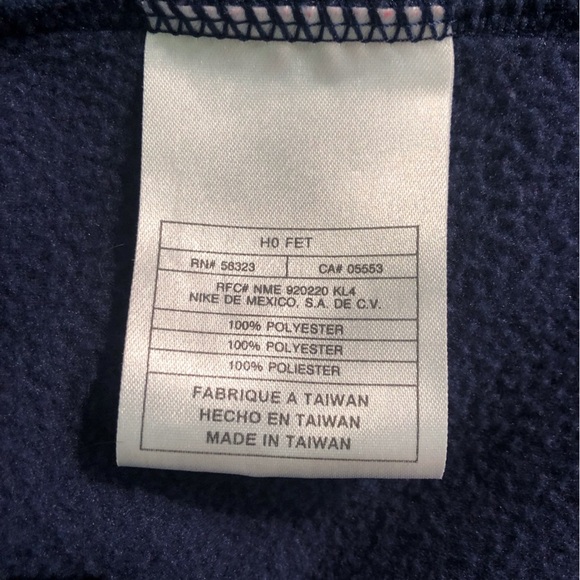 H0 FET
RN# 56323 CA# 05553
RFC# NME 920220 KL4
NIKE DE MEXICO, S.A. DE C.V.
100% POLYESTER
100% POLYESTER
100% POLIESTER
FABRIQUE A TAIWAN
HECHO EN TAIWAN
MADE IN TAIWAN